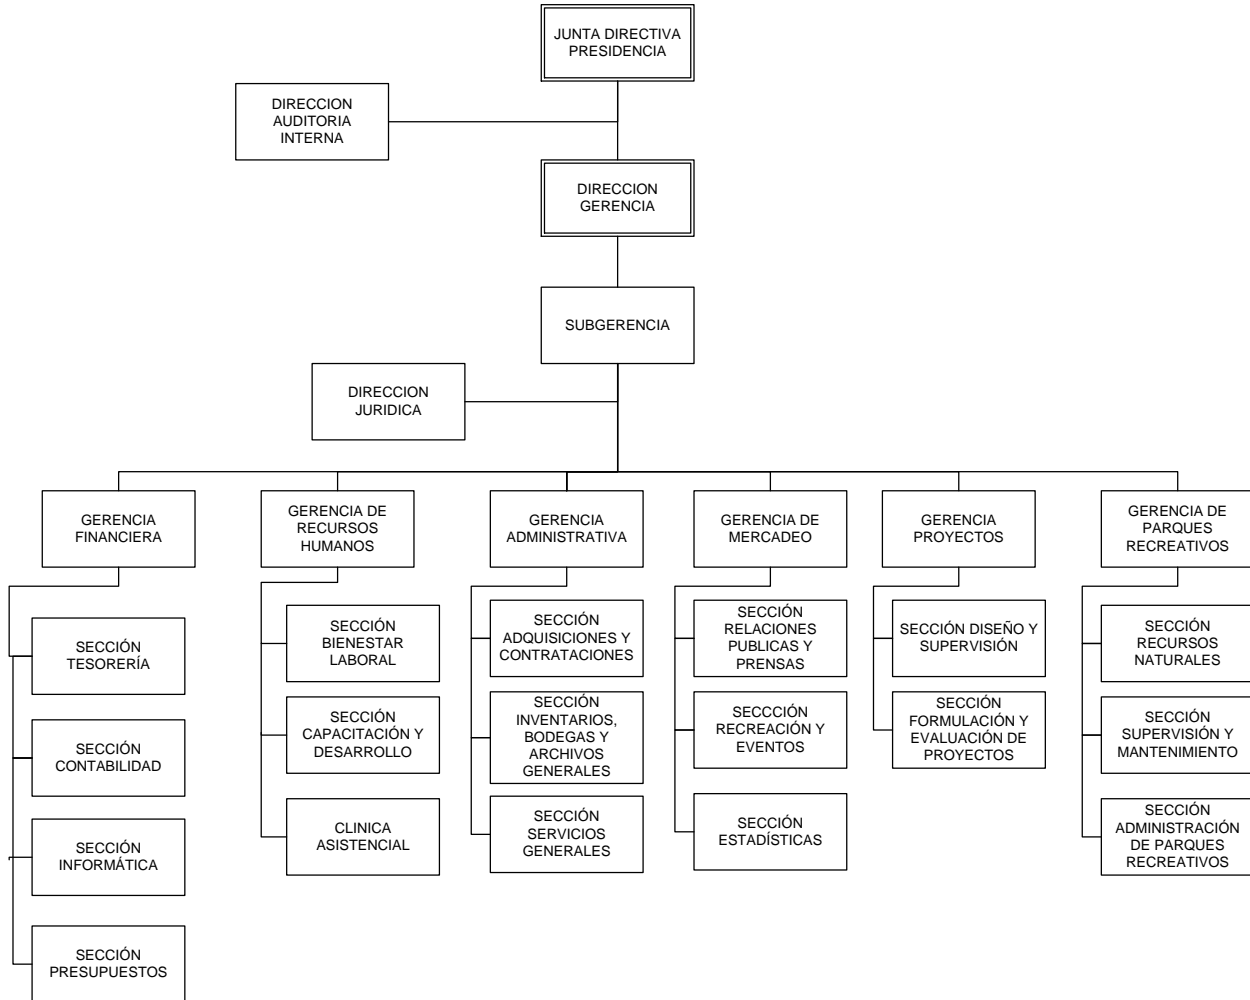 JUNTA DIRECTIVA
PRESIDENCIA
DIRECCION
AUDITORIA
INTERNA
DIRECCION
GERENCIA
SUBGERENCIA
DIRECCION
JURIDICA
GERENCIA
FINANCIERA
GERENCIA DE
RECURSOS
HUMANOS
GERENCIA
ADMINISTRATIVA
GERENCIA DE
MERCADEO
GERENCIA
PROYECTOS
GERENCIA DE
PARQUES
RECREATIVOS
SECCIÓN
TESORERÍA
SECCIÓN
CONTABILIDAD
SECCIÓN
INFORMÁTICA
SECCIÓN
PRESUPUESTOS
SECCIÓN
BIENESTAR
LABORAL
SECCIÓN
CAPACITACIÓN Y
DESARROLLO
CLINICA
ASISTENCIAL
SECCIÓN
ADQUISICIONES Y
CONTRATACIONES
SECCIÓN
INVENTARIOS,
BODEGAS Y
ARCHIVOS
GENERALES
SECCIÓN
SERVICIOS
GENERALES
SECCIÓN
RELACIONES
PUBLICAS Y
PRENSAS
SECCCIÓN
RECREACIÓN Y
EVENTOS
SECCIÓN
ESTADÍSTICAS
SECCIÓN DISEÑO Y
SUPERVISIÓN
SECCIÓN
FORMULACIÓN Y
EVALUACIÓN DE
PROYECTOS
SECCIÓN
RECURSOS
NATURALES
SECCIÓN
SUPERVISIÓN Y
MANTENIMIENTO
SECCIÓN
ADMINISTRACIÓN
DE PARQUES
RECREATIVOS